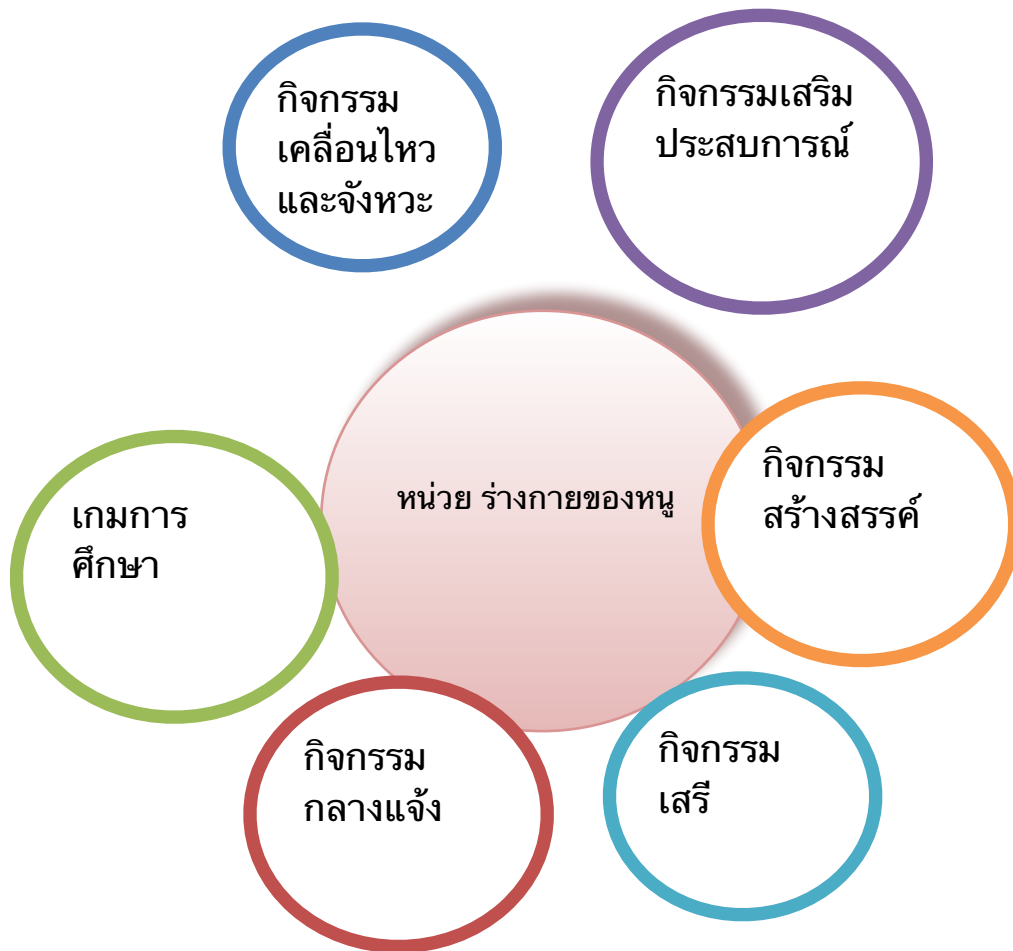 กิจกรรม
เคลื่อนไหว
และจังหวะ
กิจกรรมเสริม
ประสบการณ์
หน่วย ร่างกายของหนู
กิจกรรม
สร้างสรรค์
เกมการ
ศึกษา
กิจกรรม
กลางแจ้ง
กิจกรรม
เสรี